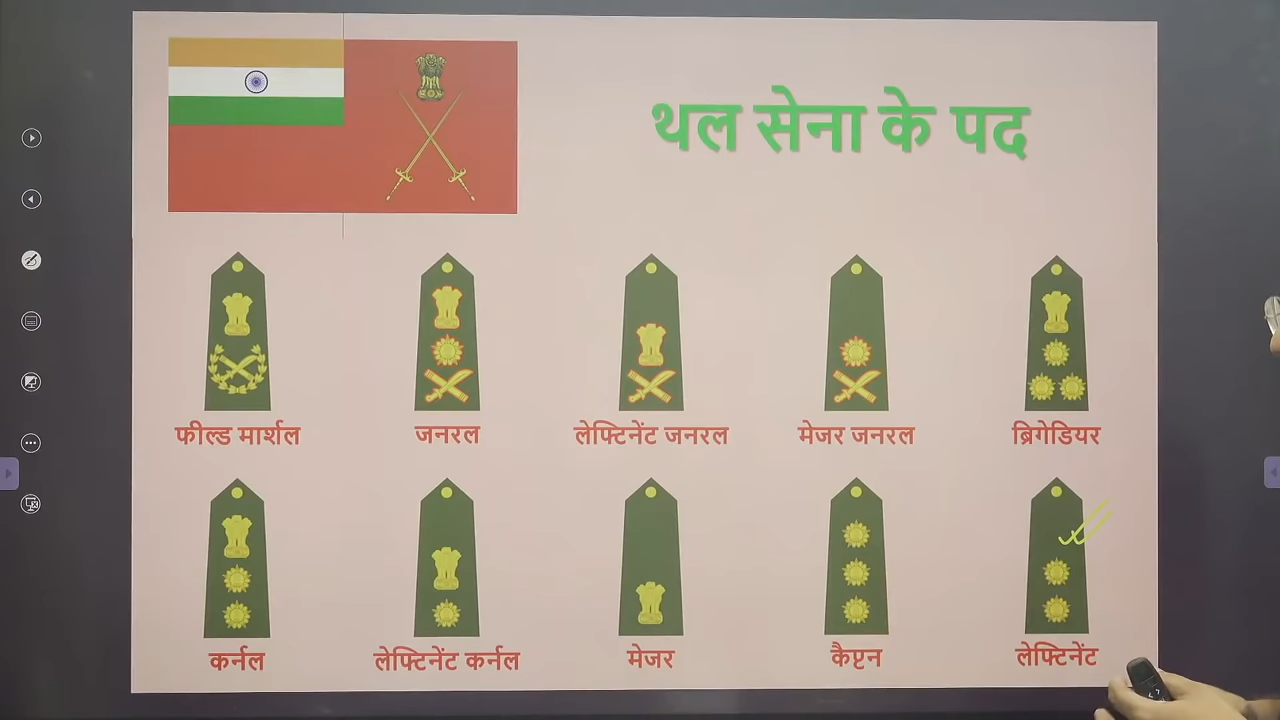 थल सेना के पद
फील्ड मार्शल
जनरल
लेफ्टिनेंट जनरल
मेजर जनरल
ब्रिगेडियर
कर्नल
लेफ्टिनेंट कर्नल
मेजर
कैप्टन
लेफ्टिनेंट